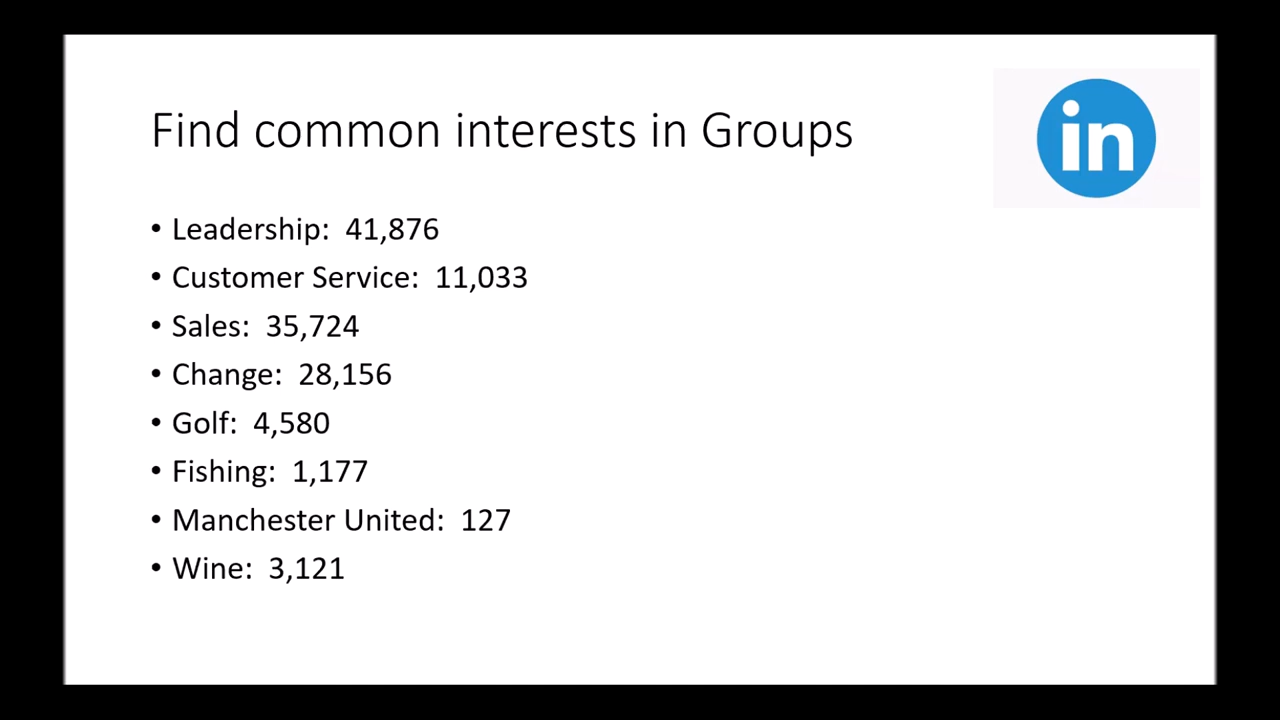 Find common interests in Groups
in
• Leadership: 41,876
• Customer Service: 11,033
• Sales: 35,724
• Change: 28,156
• Golf: 4,580
• Fishing: 1,177
• Manchester United: 127
• Wine: 3,121